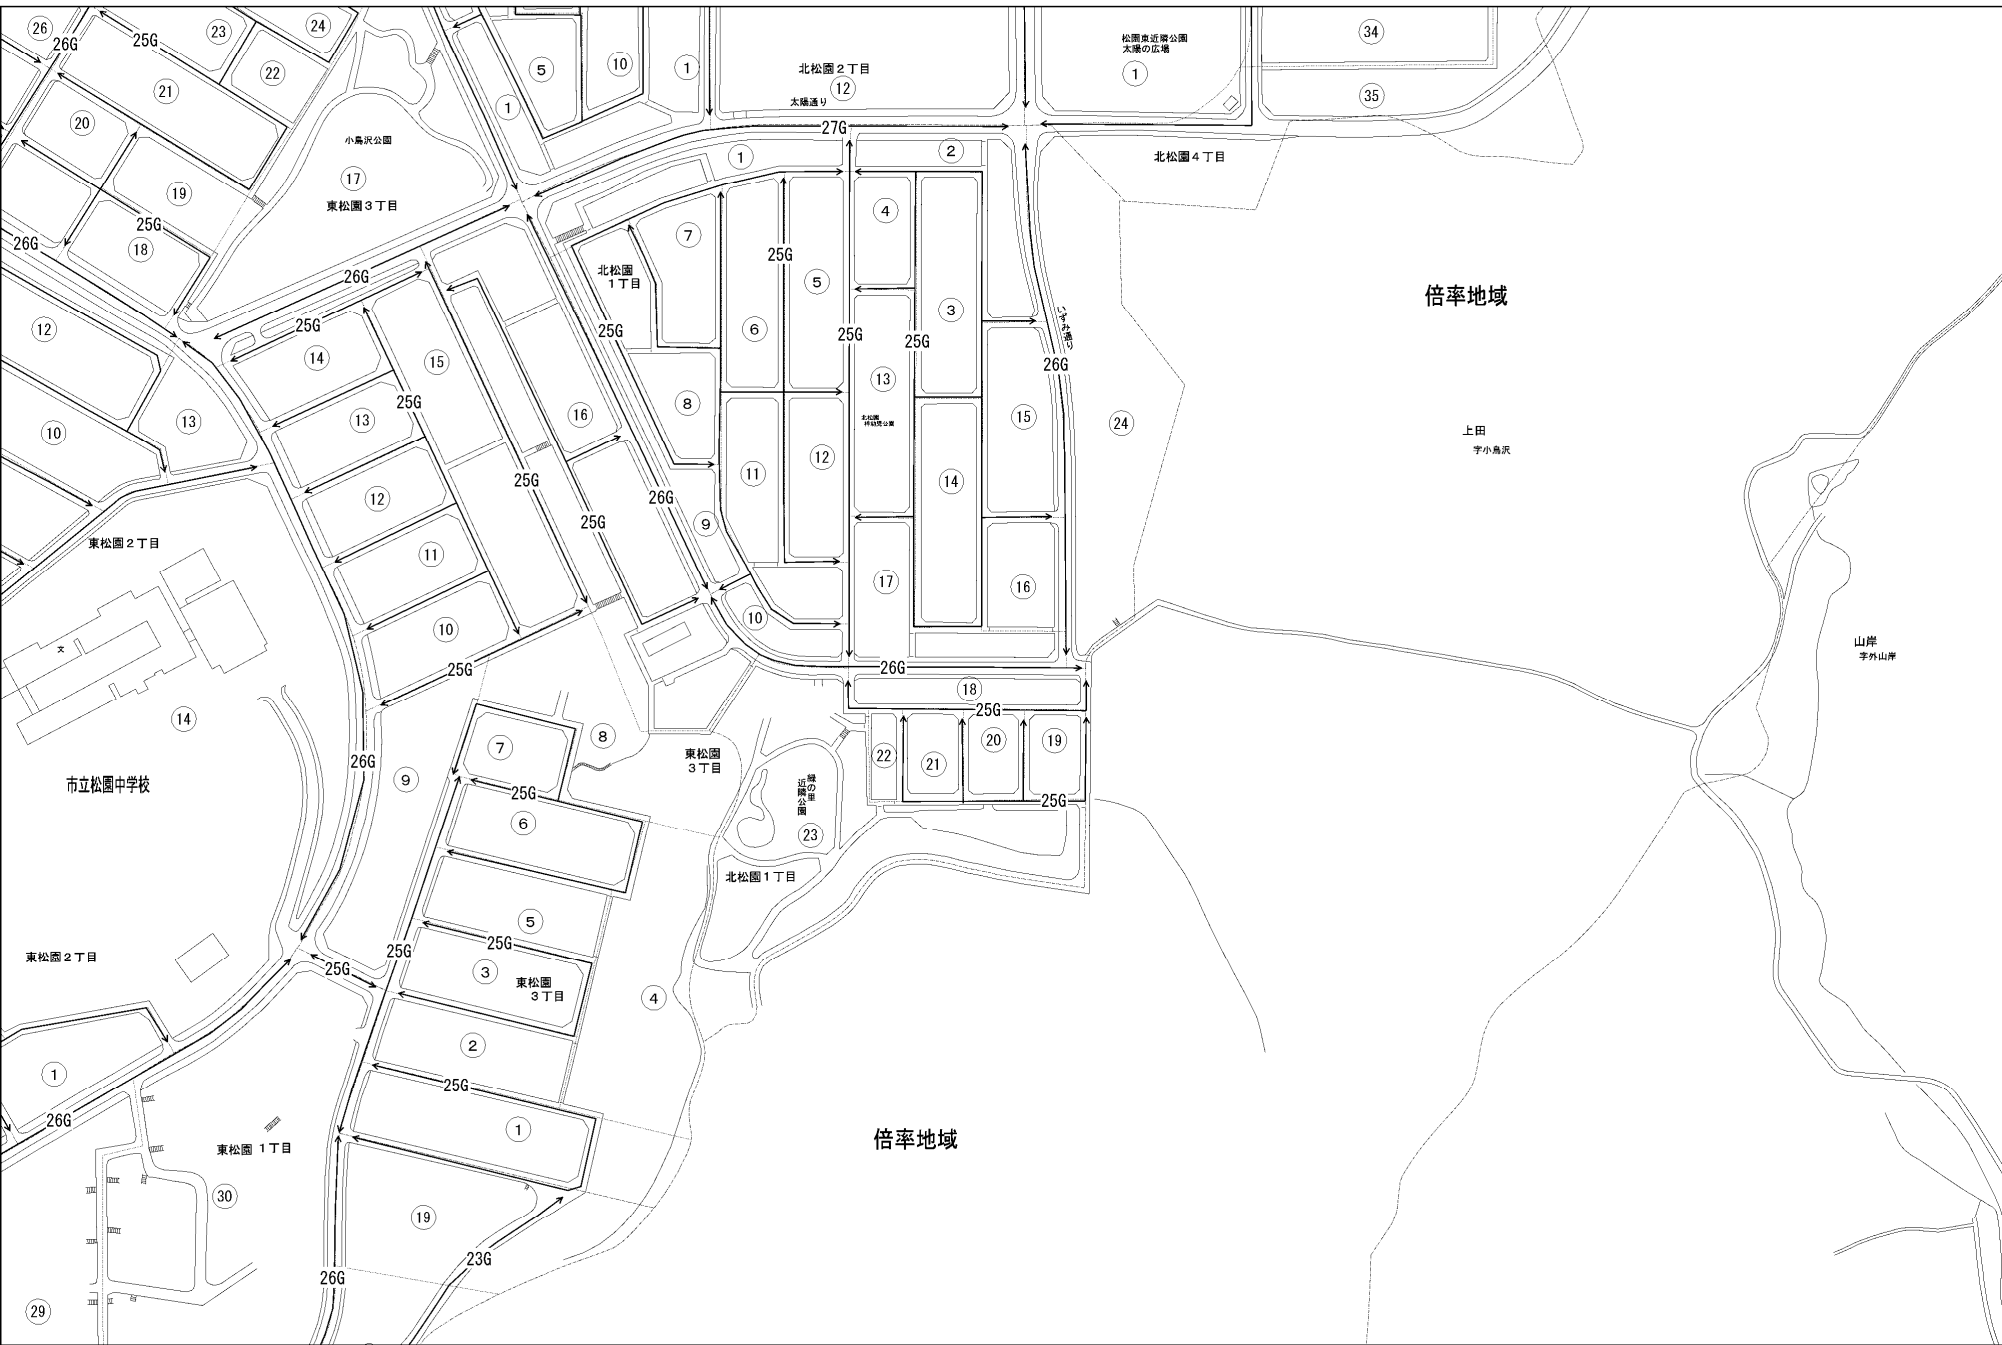 26
26G
25G
23
24
22
21
20
19
25G
18
26G
小鳥沢公園
17
東松園3丁目
1
5
10
1
北松園2丁目
12
太陽通り
27G
松園東近隣公園
太陽の広場
1
34
35
北松園4丁目
1
2
北松園
1丁目
7
4
25G
5
3
6
25G
25G
25G
8
13
北松園
12
11
14
15
いずみ通り
26G
24
倍率地域
上田
字小鳥沢
山岸
字外山岸
26G
25G
14
15
25G
16
13
12
11
10
25G
25G
25G
26G
9
10
17
16
26G
18
25G
22
21
20
19
25G
12
10
13
東松園2丁目
文
14
市立松園中学校
26G
9
7
8
東松園
3丁目
緑の里
近隣公園
23
北松園1丁目
25G
6
5
25G
25G
3
東松園
3丁目
4
25G
2
25G
1
東松園2丁目
1
26G
東松園 1丁目
30
29
19
23G
26G
倍率地域